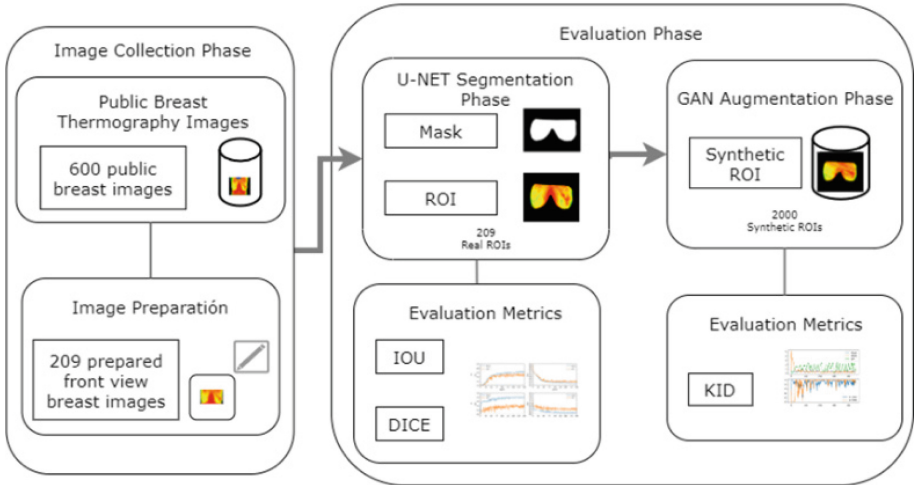 Image Collection Phase
Public Breast
Thermography Images
600 public
breast images
Image Preparatión
209 prepared
front view
breast images
Evaluation Phase
U-NET Segmentation
Phase
Mask
ROI
209
Real ROIs
Evaluation Metrics
IOU
DICE
GAN Augmentation Phase
Synthetic
ROI
2000
Synthetic ROIs
Evaluation Metrics
KID